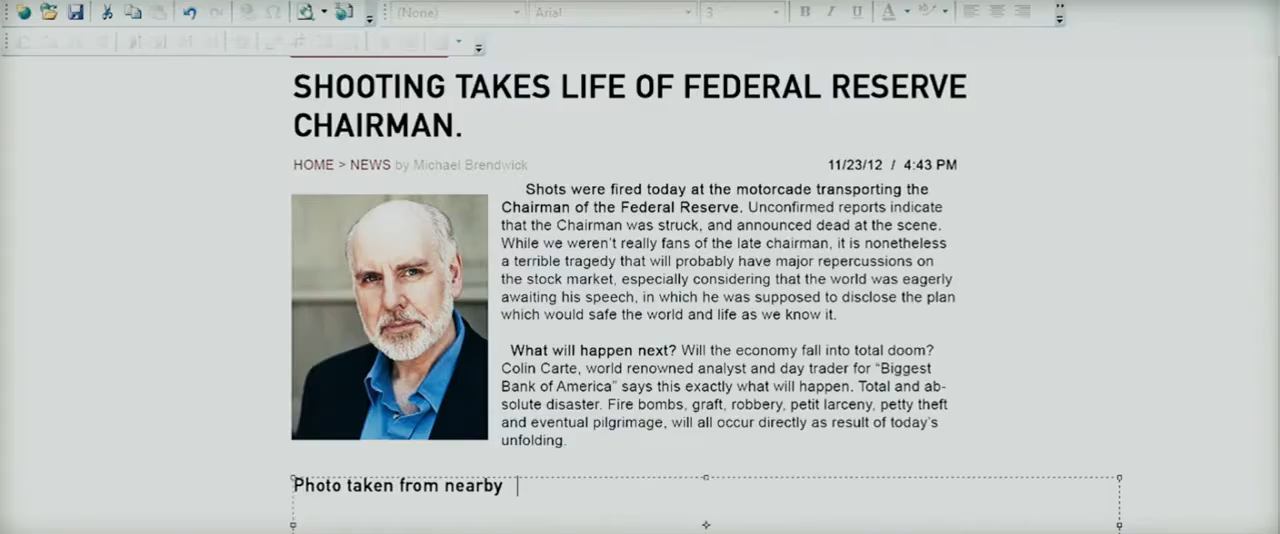 (None)
Arial
3
B I U A
SHOOTING TAKES LIFE OF FEDERAL RESERVE
CHAIRMAN.
HOME > NEWS by Michael Brendwick
11/23/12 / 4:43 PM
Shots were fired today at the motorcade transporting the
Chairman of the Federal Reserve. Unconfirmed reports indicate
that the Chairman was struck, and announced dead at the scene.
While we weren't really fans of the late chairman, it is nonetheless
a terrible tragedy that will probably have major repercussions on
the stock market, especially considering that the world was eagerly
awaiting his speech, in which he was supposed to disclose the plan
which would safe the world and life as we know it.
What will happen next? Will the economy fall into total doom?
Colin Carte, world renowned analyst and day trader for “Biggest
Bank of America” says this exactly what will happen. Total and ab-
solute disaster. Fire bombs, graft, robbery, petit larceny, petty theft
and eventual pilgrimage, will all occur directly as result of today's
unfolding.
Photo taken from nearby